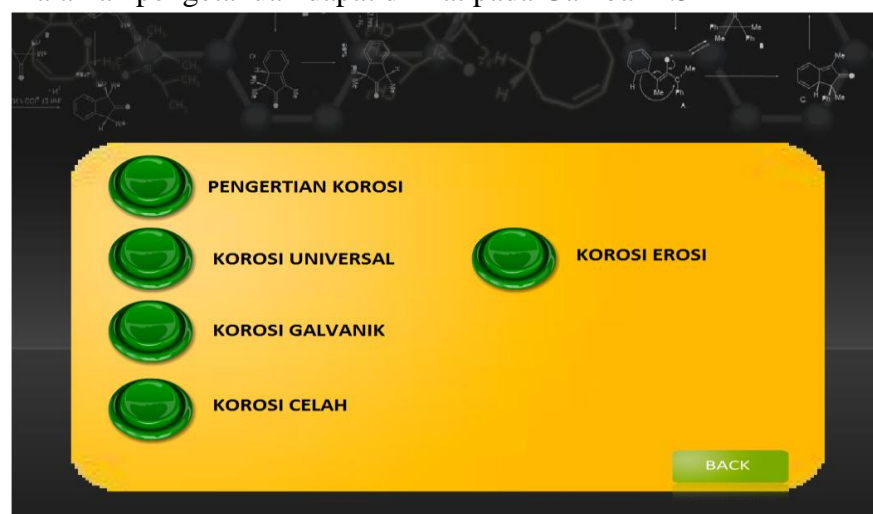 PENGERTIAN KOROSI
KOROSI UNIVERSAL
KOROSI GALVANIK
KOROSI CELAH
KOROSI EROSI
BACK